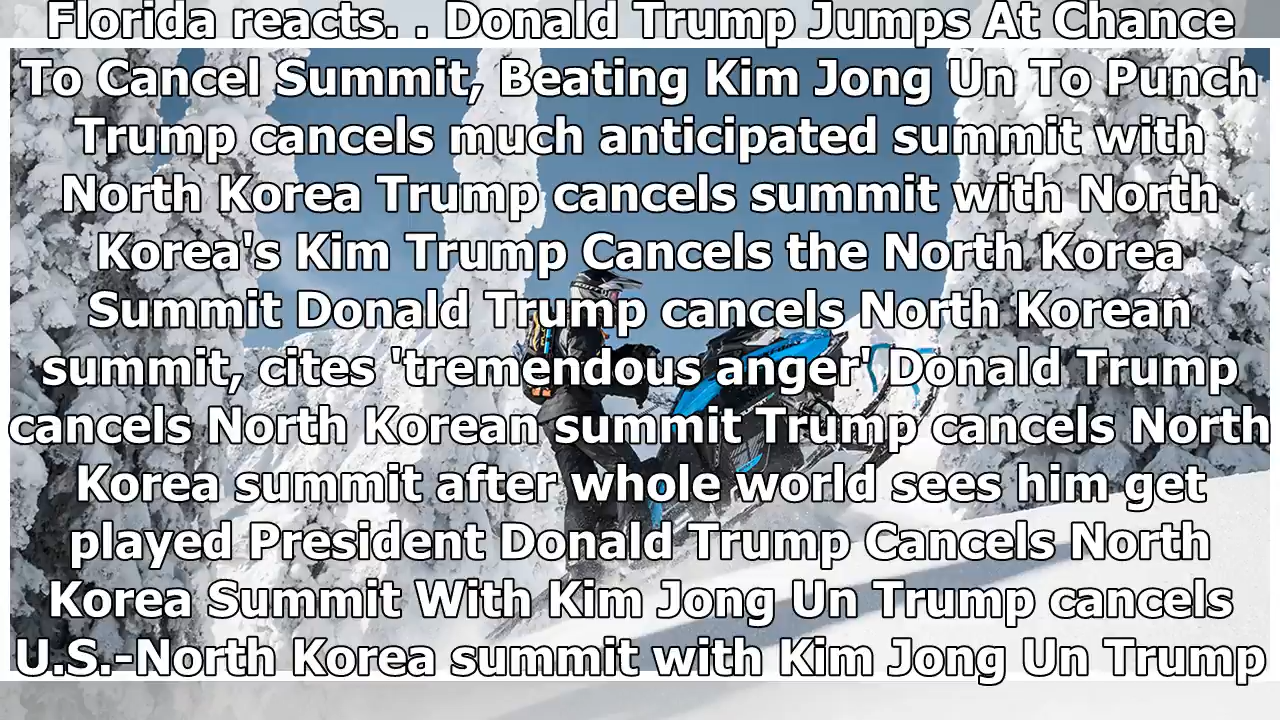 Florida reacts. . Donald Trump Jumps At Chance
To Cancel Summit, Beating Kim Jong Un To Punch
Trump cancels much anticipated summit with
North Korea Trump cancels summit with North
Korea's Kim Trump Cancels the North Korea
Summit Donald Trump cancels North Korean
summit, cites 'tremendous anger' Donald Trump
cancels North Korean summit Trump cancels North
Korea summit after whole world sees him get
played President Donald Trump Cancels North
Korea Summit With Kim Jong Un Trump cancels
U.S.-North Korea summit with Kim Jong Un Trump